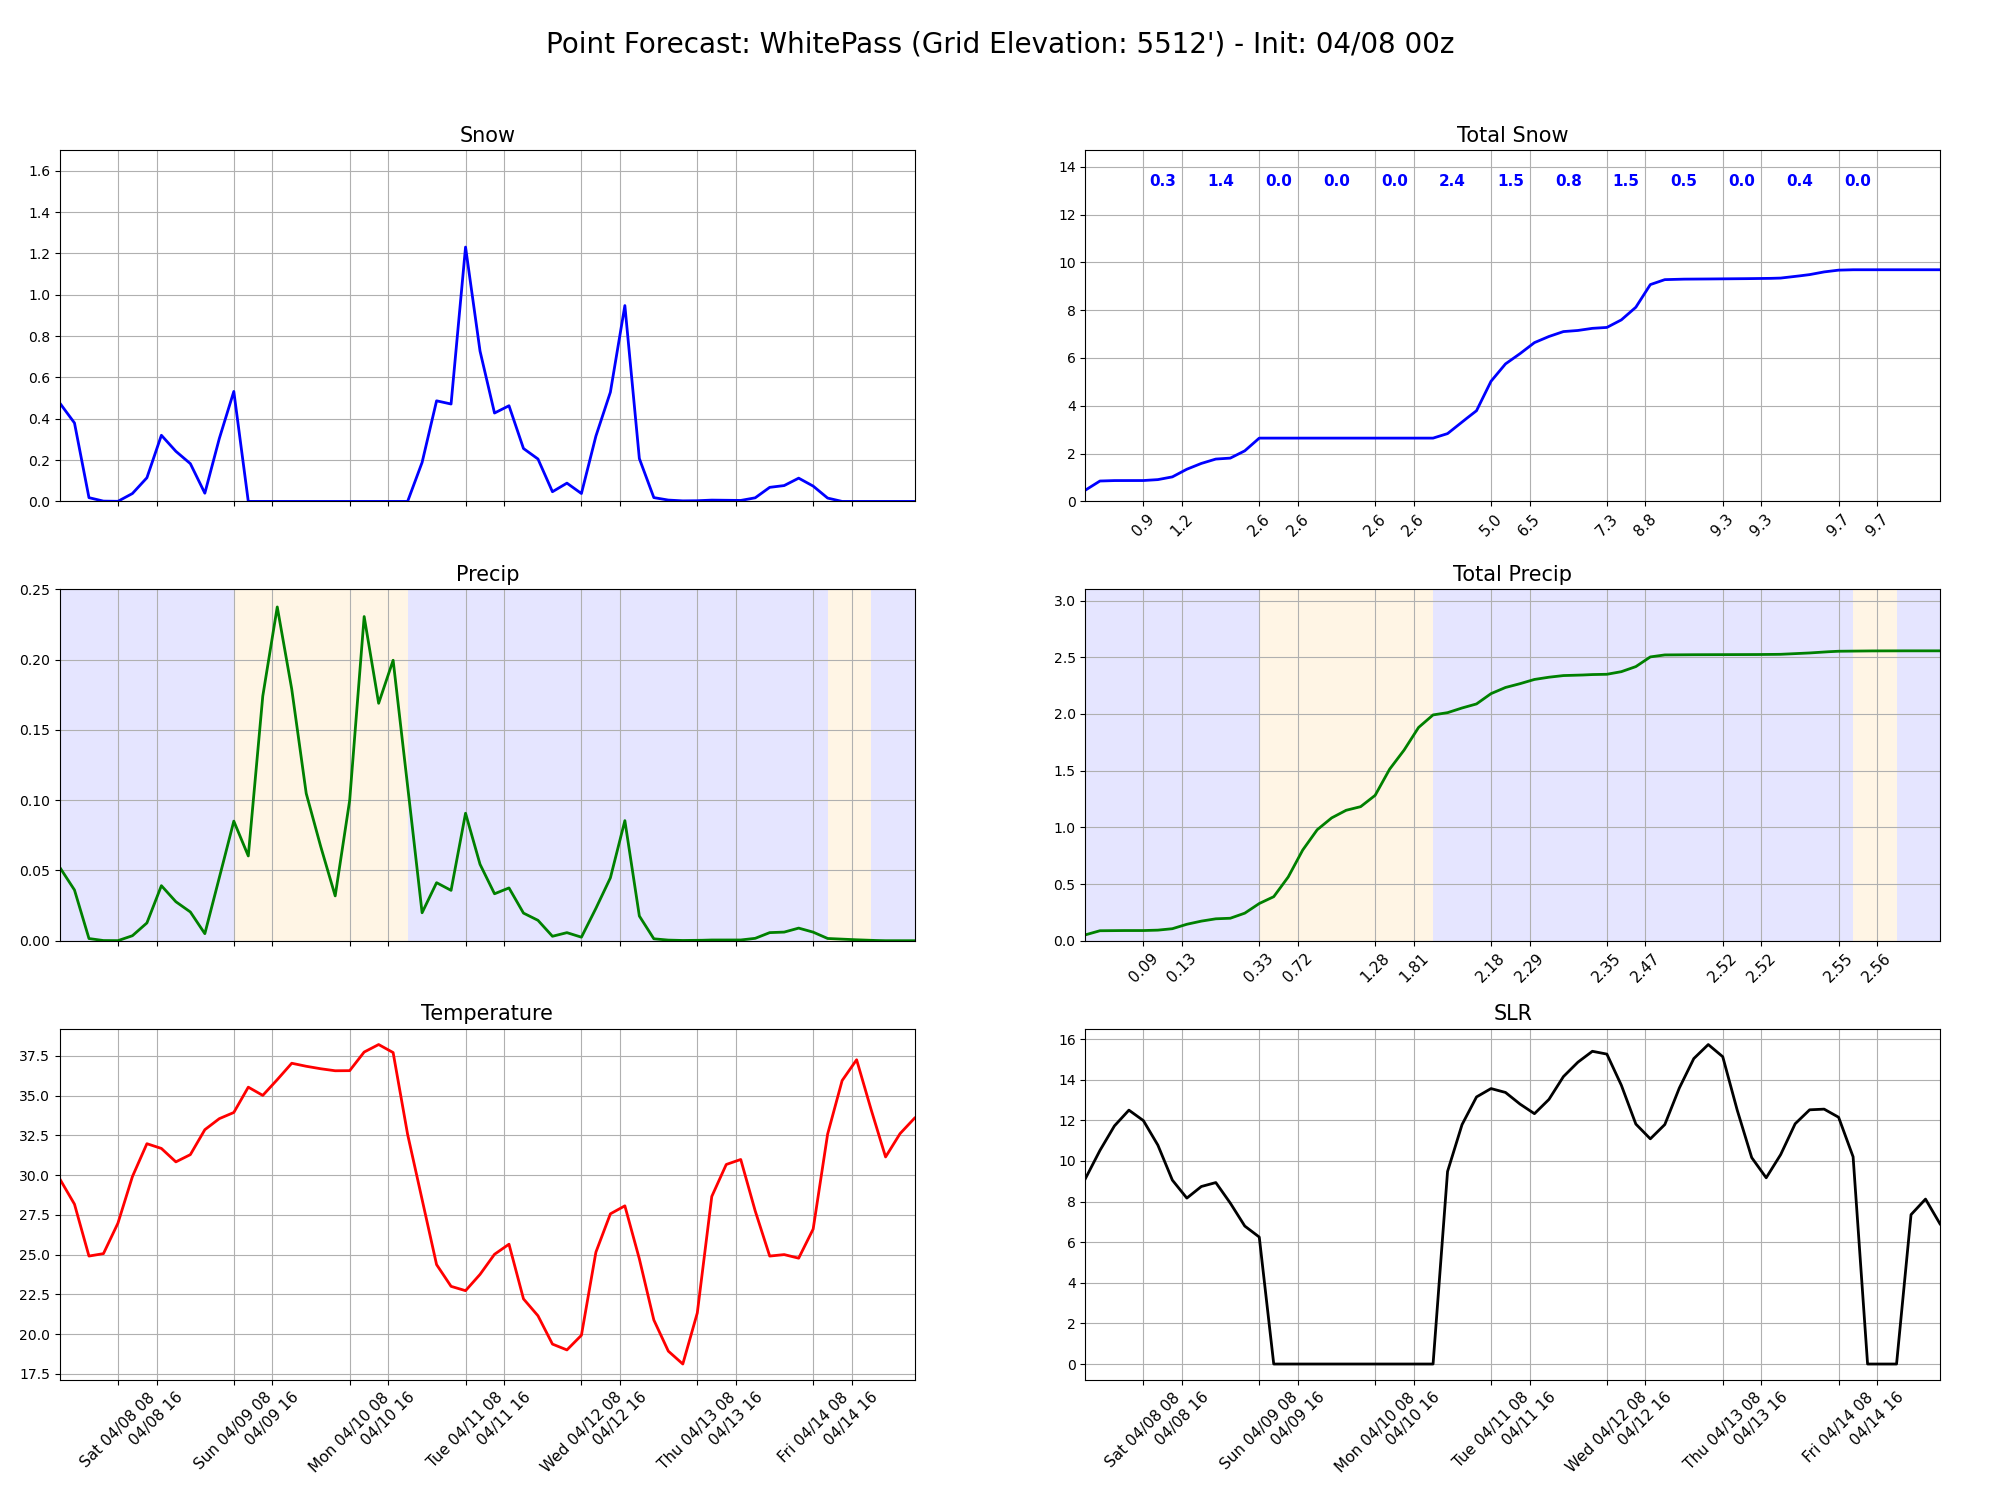 Point Forecast: WhitePass (Grid Elevation: 5512') - Init: 04/08 00z
Snow
1.6
1.4
1.2
1.0
0.8
0.6
0.4
0.2
0.0
Total Snow
14
12
10
8
6
4
2
0
0.3 1.4 0.0 0.0 0.0 2.4 1.5 0.8 1.5 0.5 0.0 0.4 0.0
0.9 1.2 2.6 2.6 2.6 2.6 5.0 6.5 7.3 8.8 9.3 9.3 9.7 9.7
Precip
0.25
0.20
0.15
0.10
0.05
0.00
Total Precip
3.0
2.5
2.0
1.5
1.0
0.5
0.0
0.09 0.13 0.33 0.72 1.28 1.81 2.18 2.29 2.35 2.47 2.52 2.52 2.55 2.56
Temperature
37.5
35.0
32.5
30.0
27.5
25.0
22.5
20.0
17.5
Sat 04/08 08
04/08 16
Sun 04/09 08
04/09 16
Mon 04/10 08
04/10 16
Tue 04/11 08
04/11 16
Wed 04/12 08
04/12 16
Thu 04/13 08
04/13 16
Fri 04/14 08
04/14 16
SLR
16
14
12
10
8
6
4
2
0
Sat 04/08 08
04/08 16
Sun 04/09 08
04/09 16
Mon 04/10 08
04/10 16
Tue 04/11 08
04/11 16
Wed 04/12 08
04/12 16
Thu 04/13 08
04/13 16
Fri 04/14 08
04/14 16